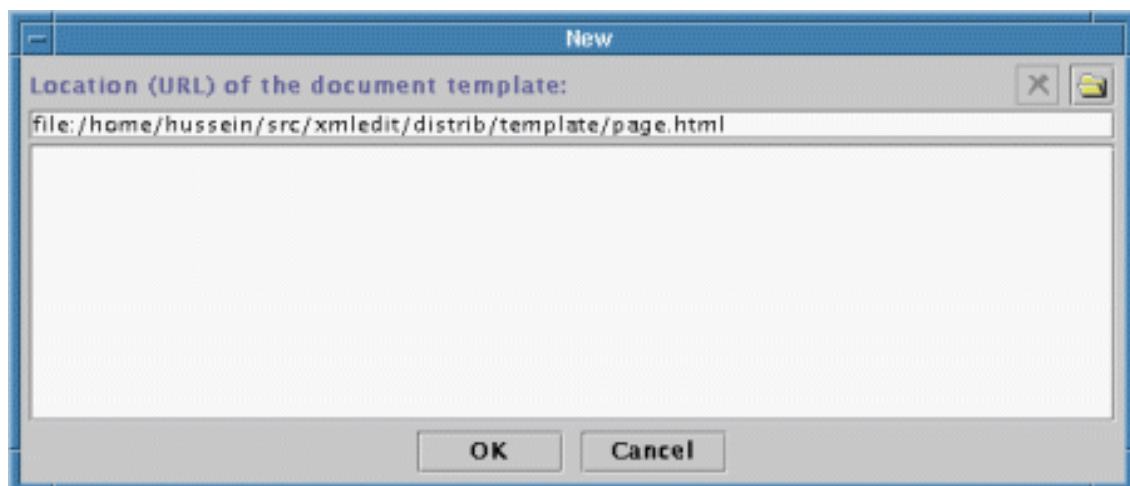 New
Location (URL) of the document template:
file:/home/hussein/src/xmledit/distrib/template/page.html
OK
Cancel